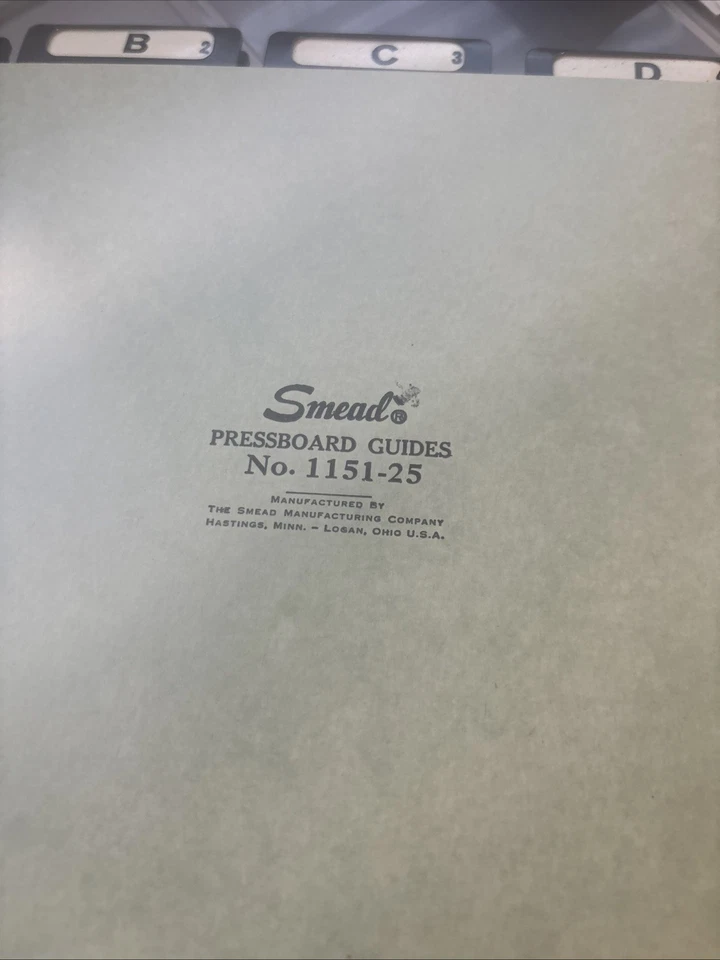 B 2
C 3
D
Smead®
PRESSBOARD GUIDES
No. 1151-25
MANUFACTURED BY
THE SMEAD MANUFACTURING COMPANY
HASTINGS, MINN. – LOGAN, OHIO U.S.A.